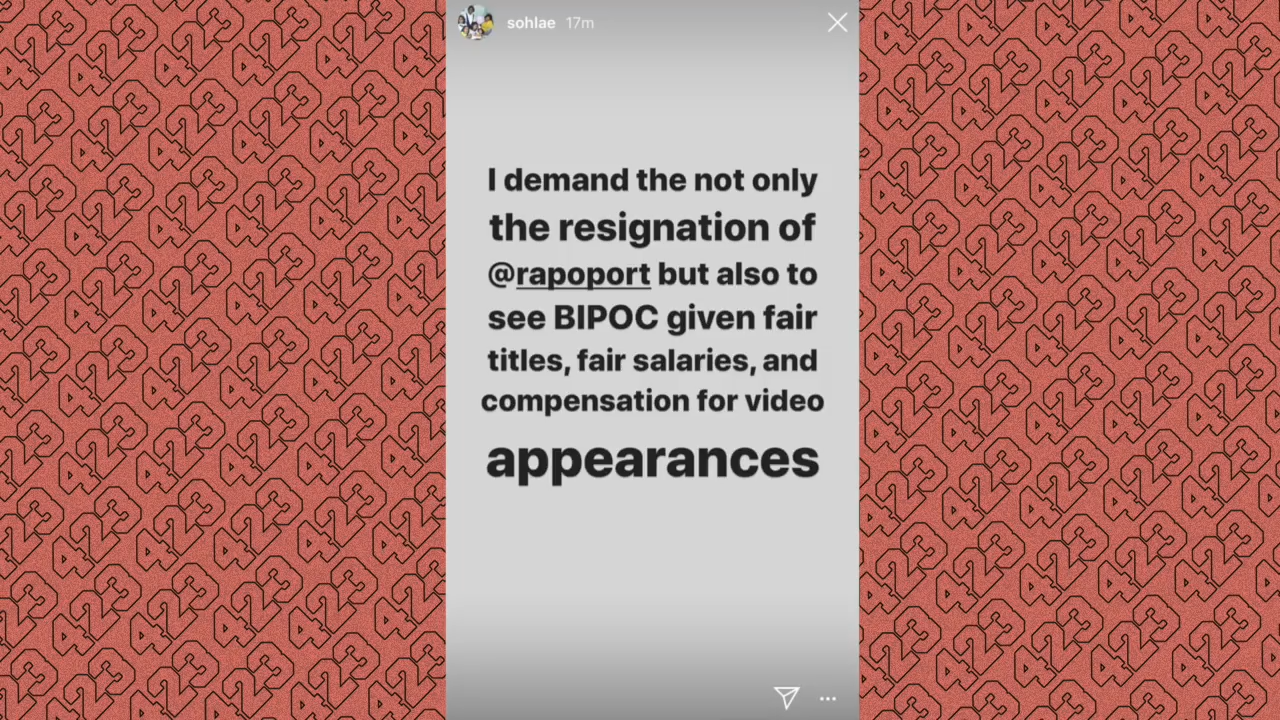 sohlae 17m
I demand the not only
the resignation of
@rapoport but also to
see BIPOC given fair
titles, fair salaries, and
compensation for video
appearances
423